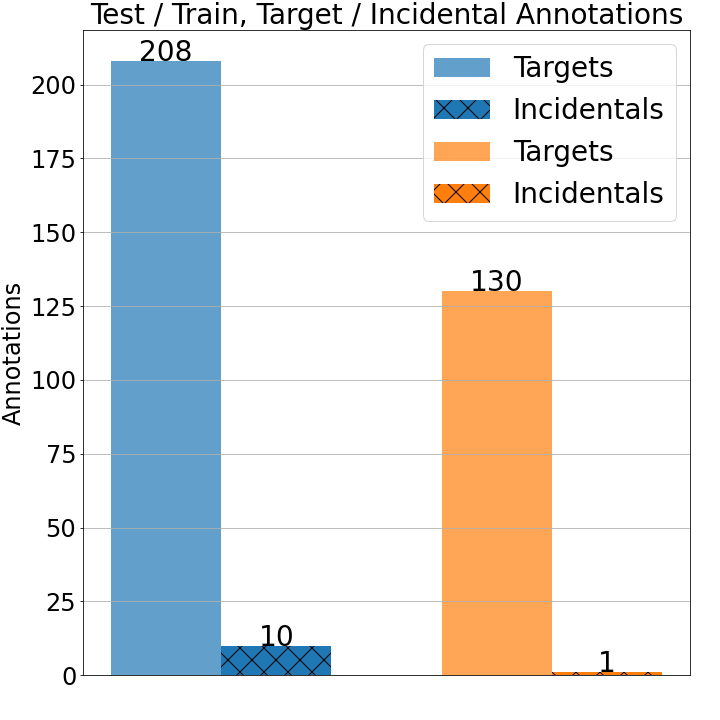 Test / Train, Target / Incidental Annotations
208
200
175
150
125
100
75
50
25
0
Annotations
Targets
Incidentals
Targets
Incidentals
130
10
1